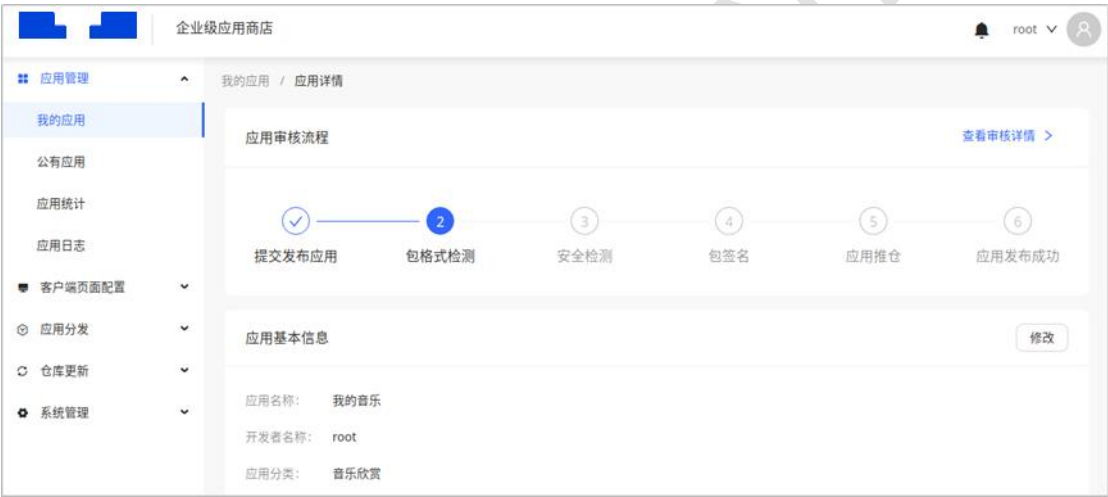 企业级应用商店
root
应用管理
我的应用
公有应用
应用统计
应用日志
客户端页面配置
应用分发
仓库更新
系统管理
我的应用 / 应用详情
应用审核流程
查看审核详情 >
2 3 4 5 6
提交发布应用 包格式检测 安全检测 包签名 应用推仓 应用发布成功
应用基本信息
修改
应用名称: 我的音乐
开发者名称: root
应用分类: 音乐欣赏